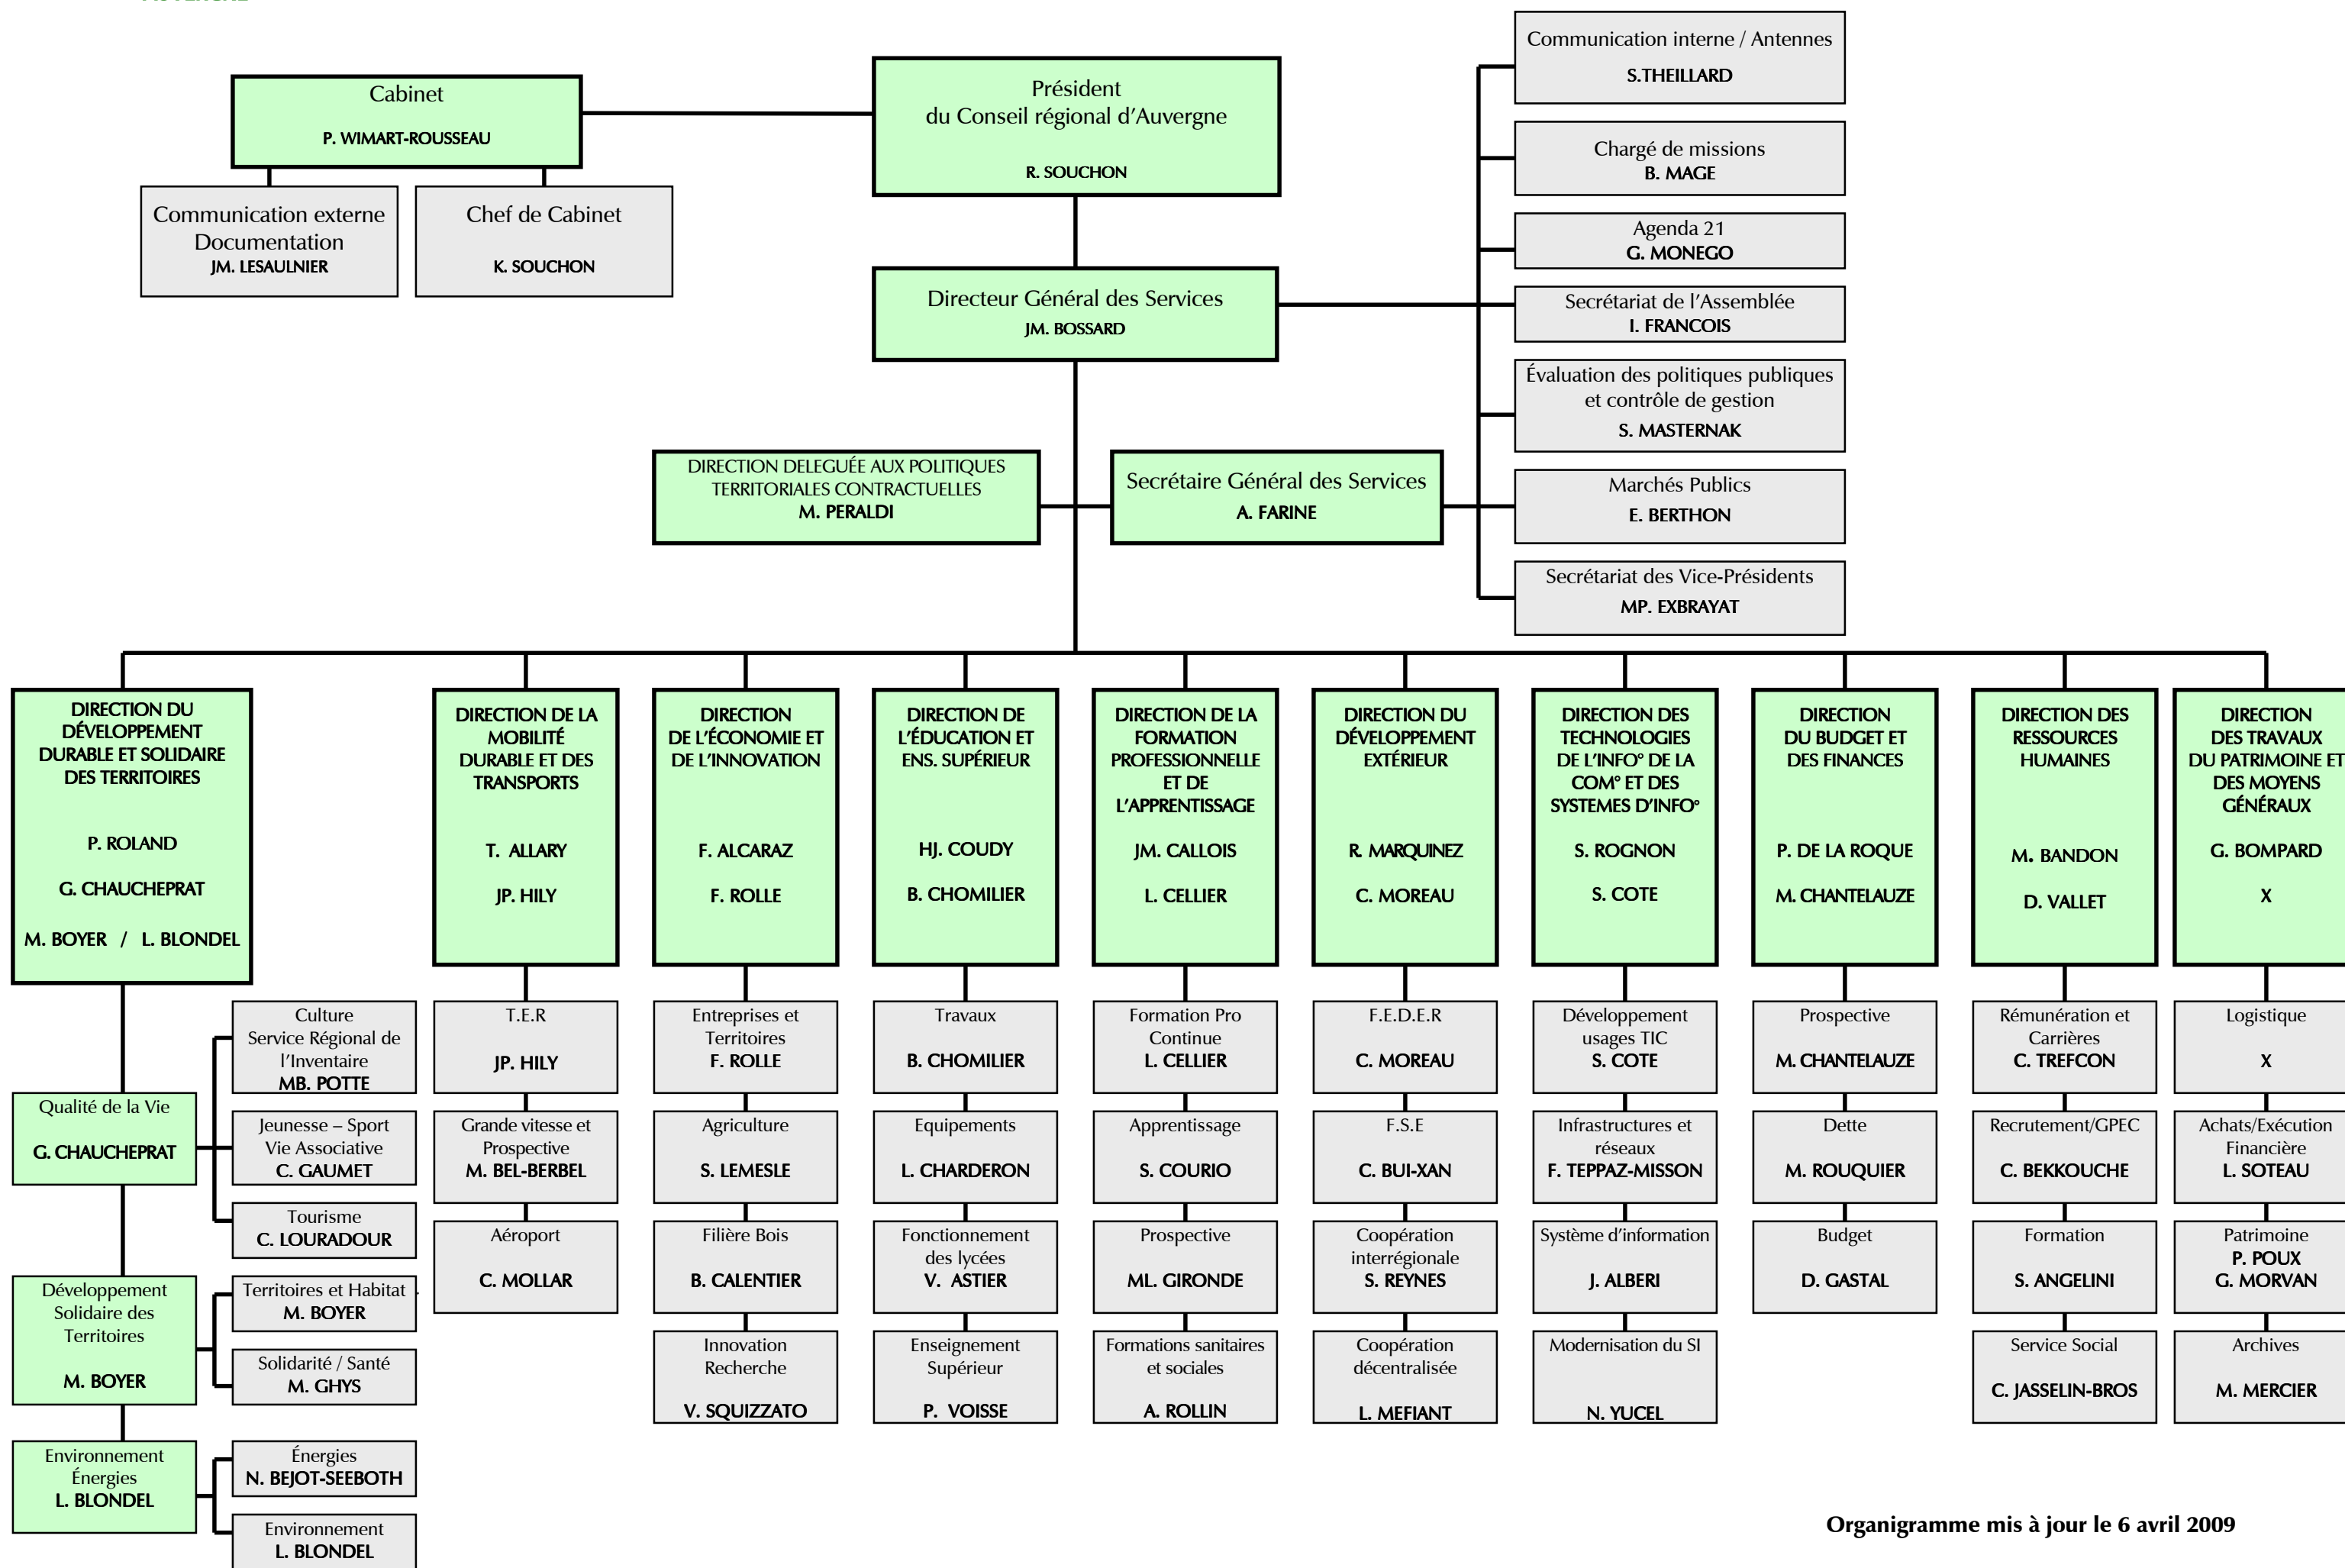 Cabinet
P. WIMART-ROUSSEAU
Communication externe
Documentation
JM. LESAULNIER
Chef de Cabinet
K. SOUCHON
Président
du Conseil régional d’Auvergne
R. SOUCHON
Directeur Général des Services
JM. BOSSARD
Communication interne / Antennes
S.THEILLARD
Chargé de missions
B. MAGE
Agenda 21
G. MONEGO
Secrétariat de l’Assemblée
I. FRANCOIS
Évaluation des politiques publiques
et contrôle de gestion
S. MASTERNAK
Marchés Publics
E. BERTHON
Secrétariat des Vice-Présidents
MP. EXBRAYAT
DIRECTION DELEGUÉE AUX POLITIQUES
TERRITORIALES CONTRACTUELLES
M. PERALDI
Secrétaire Général des Services
A. FARINE
DIRECTION DU
DÉVELOPPEMENT
DURABLE ET SOLIDAIRE
DES TERRITOIRES
P. ROLAND
G. CHAUCHEPRAT
M. BOYER / L. BLONDEL
Qualité de la Vie
G. CHAUCHEPRAT
Culture
Service Régional de
l’Inventaire
MB. POTTE
Jeunesse – Sport
Vie Associative
C. GAUMET
Tourisme
C. LOURADOUR
Développement
Solidaire des
Territoires
M. BOYER
Territoires et Habitat
M. BOYER
Solidarité / Santé
M. GHYS
Environnement
Énergies
L. BLONDEL
Énergies
N. BEJOT-SEEBOTH
Environnement
L. BLONDEL
DIRECTION DE LA
MOBILITÉ
DURABLE ET DES
TRANSPORTS
T. ALLARY
JP. HILY
T.E.R
JP. HILY
Grande vitesse et
Prospective
M. BEL-BERBEL
Aéroport
C. MOLLAR
DIRECTION
DE L’ÉCONOMIE ET
DE L’INNOVATION
F. ALCARAZ
F. ROLLE
Entreprises et
Territoires
F. ROLLE
Agriculture
S. LEMESLE
Filière Bois
B. CALENTIER
Innovation
Recherche
V. SQUIZZATO
DIRECTION DE
L’ÉDUCATION ET
ENS. SUPÉRIEUR
HJ. COUDY
B. CHOMILIER
Travaux
B. CHOMILIER
Equipements
L. CHARDERON
Fonctionnement
des lycées
V. ASTIER
Enseignement
Supérieur
P. VOISSE
DIRECTION DE LA
FORMATION
PROFESSIONNELLE
ET DE
L’APPRENTISSAGE
JM. CALLOIS
L. CELLIER
Formation Pro
Continue
L. CELLIER
Apprentissage
S. COURIO
Prospective
ML. GIRONDE
Formations sanitaires
et sociales
A. ROLLIN
DIRECTION DU
DÉVELOPPEMENT
EXTÉRIEUR
R. MARQUINEZ
C. MOREAU
F.E.D.E.R
C. MOREAU
F.S.E
C. BUI-XAN
Coopération
interrégionale
S. REYNES
Coopération
décentralisée
L. MEFIANT
DIRECTION DES
TECHNOLOGIES
DE L’INFO° DE LA
COM° ET DES
SYSTEMES D’INFO°
S. ROGNON
S. COTE
Développement
usages TIC
S. COTE
Infrastructures et
réseaux
F. TEPPAZ-MISSON
Système d’information
J. ALBERI
Modernisation du SI
N. YUCEL
DIRECTION
DU BUDGET ET
DES FINANCES
P. DE LA ROQUE
M. CHANTELAUZE
Prospective
M. CHANTELAUZE
Dette
M. ROUQUIER
Budget
D. GASTAL
DIRECTION DES
RESSOURCES
HUMAINES
M. BANDON
D. VALLET
Rémunération et
Carrières
C. TREFCON
Recrutement/GPEC
C. BEKKOUCHE
Formation
S. ANGELINI
Service Social
C. JASSELIN-BROS
DIRECTION
DES TRAVAUX
DU PATRIMOINE ET
DES MOYENS
GÉNÉRAUX
G. BOMPARD
X
Logistique
X
Achats/Exécution
Financière
L. SOTEAU
Patrimoine
P. POUX
G. MORVAN
Archives
M. MERCIER
Organigramme mis à jour le 6 avril 2009